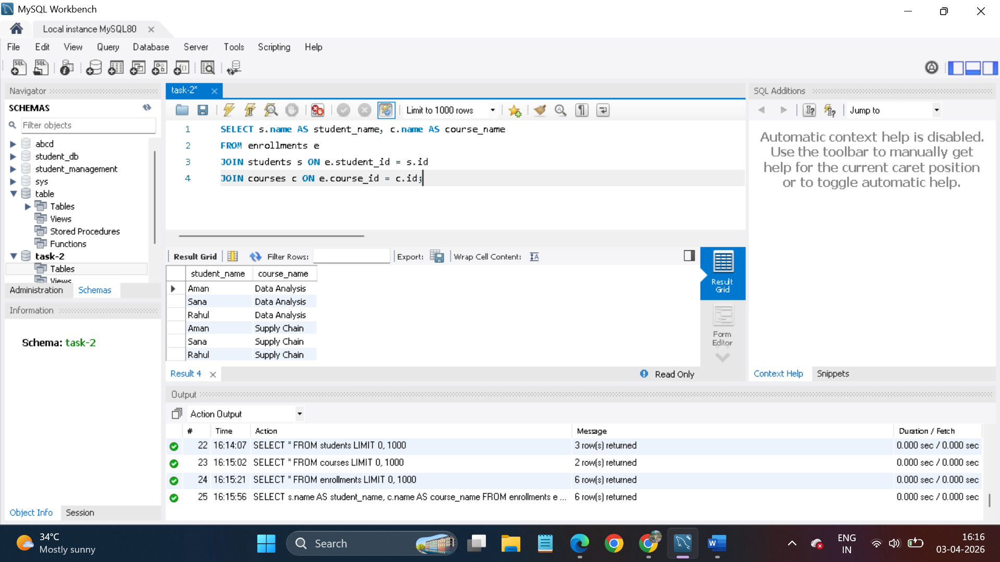 MySQL Workbench
Local instance MySQL80
File Edit View Query Database Server Tools Scripting Help
Navigator
SCHEMAS
Filter objects
abcd
student_db
student_management
sys
table
Tables
Views
Stored Procedures
Functions
task-2
Tables
Views
Administration Schemas
Information
Schema: task-2
Object Info Session
task-2*
Limit to 1000 rows
1 SELECT s.name AS student_name, c.name AS course_name
2 FROM enrollments e
3 JOIN students s ON e.student_id = s.id
4 JOIN courses c ON e.course_id = c.id;
Result Grid Filter Rows: Export: Wrap Cell Content:
student_name course_name
Aman Data Analysis
Sana Data Analysis
Rahul Data Analysis
Aman Supply Chain
Sana Supply Chain
Rahul Supply Chain
Result Grid
Form Editor
Result 4 Read Only
SQL Additions
Jump to
Automatic context help is disabled.
Use the toolbar to manually get
help for the current caret position
or to toggle automatic help.
Context Help Snippets
Output
Action Output
# Time Action Message Duration / Fetch
22 16:14:07 SELECT * FROM students LIMIT 0, 1000 3 row(s) returned 0.000 sec / 0.000 sec
23 16:15:02 SELECT * FROM courses LIMIT 0, 1000 2 row(s) returned 0.000 sec / 0.000 sec
24 16:15:21 SELECT * FROM enrollments LIMIT 0, 1000 6 row(s) returned 0.000 sec / 0.000 sec
25 16:15:56 SELECT s.name AS student_name, c.name AS course_name FROM enrollments e ... 6 row(s) returned 0.000 sec / 0.000 sec
34°C
Mostly sunny
Search
ENG
IN
16:16
03-04-2026